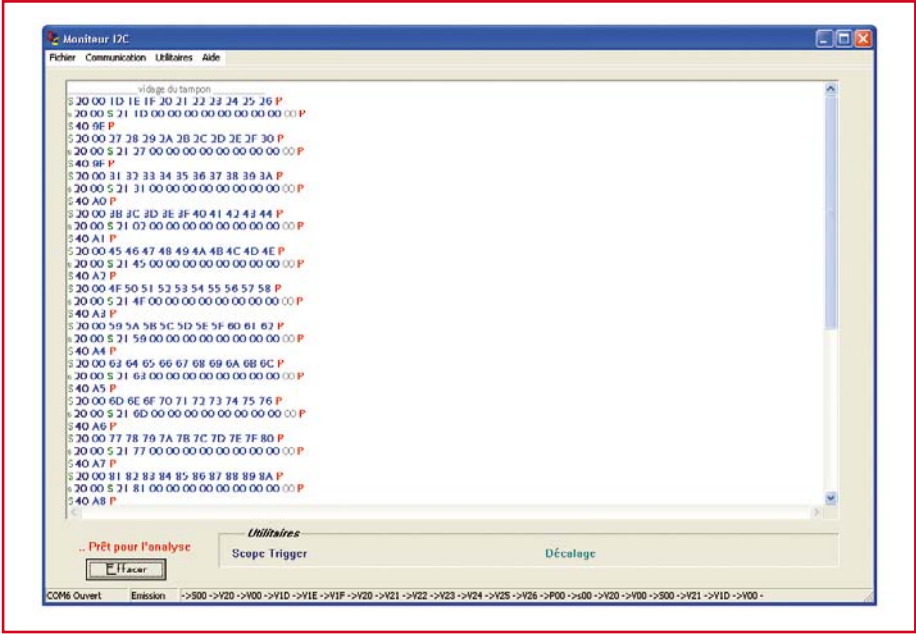 Moniteur I2C
Fichier Communication Utilitaires Aide
__________vidage du tampon__________
S 20 00 1D 1E 1F 20 21 22 23 24 25 26 P
s 20 00 S 21 1D 00 00 00 00 00 00 00 00 00 P
S 40 9E P
S 20 00 27 28 29 2A 2B 2C 2D 2E 2F 30 P
s 20 00 S 21 27 00 00 00 00 00 00 00 00 00 P
S 40 9F P
S 20 00 31 32 33 34 35 36 37 38 39 3A P
s 20 00 S 21 31 00 00 00 00 00 00 00 00 00 P
S 40 A0 P
S 20 00 3B 3C 3D 3E 3F 40 41 42 43 44 P
s 20 00 S 21 02 00 00 00 00 00 00 00 00 00 P
S 40 A1 P
S 20 00 45 46 47 48 49 4A 4B 4C 4D 4E P
s 20 00 S 21 45 00 00 00 00 00 00 00 00 00 P
S 40 A2 P
S 20 00 4F 50 51 52 53 54 55 56 57 58 P
s 20 00 S 21 4F 00 00 00 00 00 00 00 00 00 P
S 40 A3 P
S 20 00 59 5A 5B 5C 5D 5E 5F 60 61 62 P
s 20 00 S 21 59 00 00 00 00 00 00 00 00 00 P
S 40 A4 P
S 20 00 63 64 65 66 67 68 69 6A 6B 6C P
s 20 00 S 21 63 00 00 00 00 00 00 00 00 00 P
S 40 A5 P
S 20 00 6D 6E 6F 70 71 72 73 74 75 76 P
s 20 00 S 21 6D 00 00 00 00 00 00 00 00 00 P
S 40 A6 P
S 20 00 77 78 79 7A 7B 7C 7D 7E 7F 80 P
s 20 00 S 21 77 00 00 00 00 00 00 00 00 00 P
S 40 A7 P
S 20 00 81 82 83 84 85 86 87 88 89 8A P
s 20 00 S 21 81 00 00 00 00 00 00 00 00 00 P
S 40 A8 P
Utilitaires
.. Prêt pour l'analyse
Scope Trigger Décalage
Effacer
COM6 Ouvert Emission ->S00 ->V20 ->V00 ->V1D ->V1E ->V1F ->V20 ->V21 ->V22 ->V23 ->V24 ->V25 ->V26 ->P00 ->s00 ->V20 ->V00 ->S00 ->V21 ->V1D ->V00 -